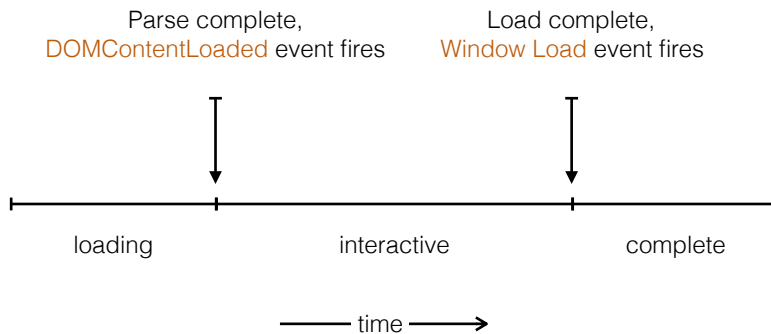 Parse complete,
DOMContentLoaded event fires
Load complete,
Window Load event fires
loading
interactive
complete
time